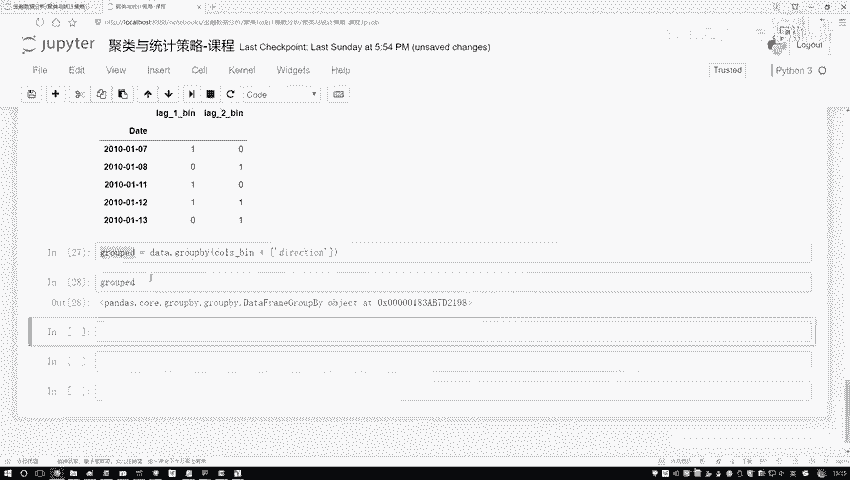 jupyter 聚类与统计策略-课程 Last Checkpoint: Last Sunday at 5:54 PM (unsaved changes)
Logout
File Edit View Insert Cell Kernel Widgets Help
Trusted Python 3
Code
lag_1_bin lag_2_bin
Date
2010-01-07 1 0
2010-01-08 0 1
2010-01-11 1 0
2010-01-12 1 1
2010-01-13 0 1
In [27]: grouped = data.groupby(cols_bin + ['direction'])
In [28]: grouped
Out[28]: <pandas.core.groupby.groupby.DataFrameGroupBy object at 0x00000183AB7D2198>
In [ ]:
In [ ]:
In [ ]: